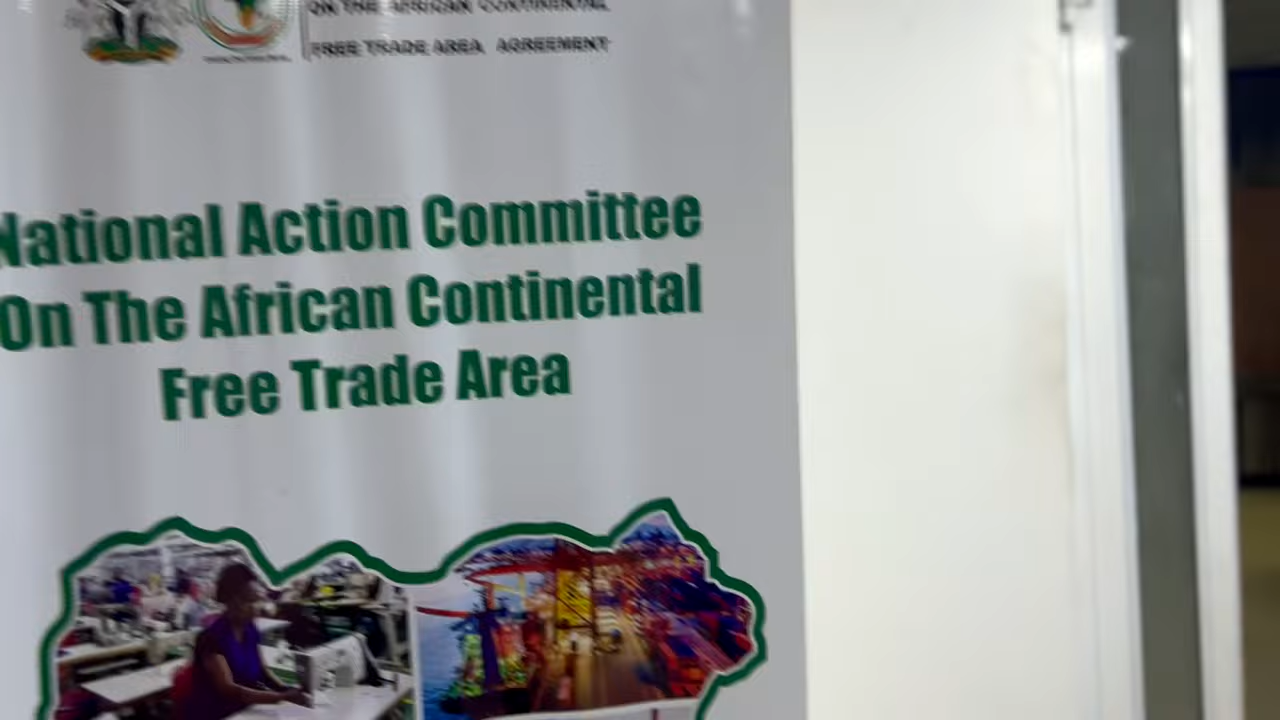 ON THE AFRICAN CONTINENTAL
FREE TRADE AREA AGREEMENT
National Action Committee
On The African Continental
Free Trade Area